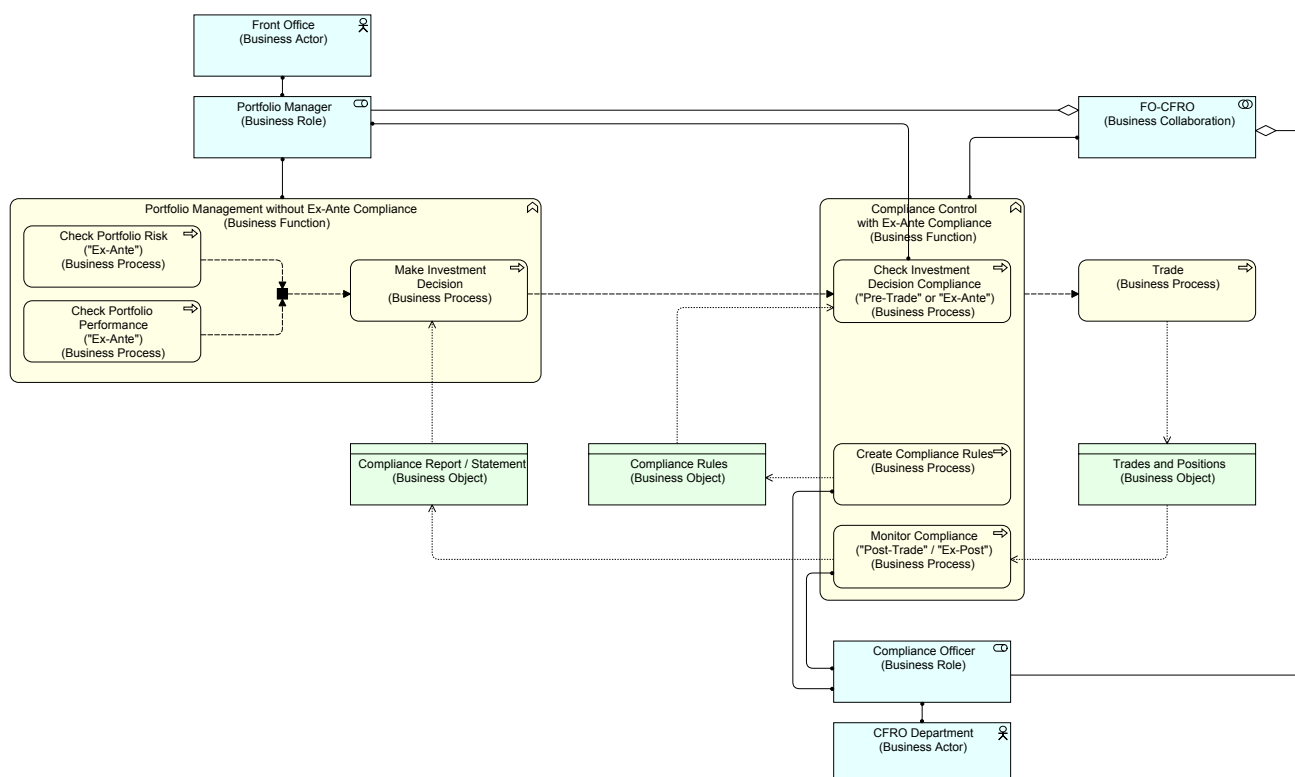 Front Office
(Business Actor)
Portfolio Manager
(Business Role)
FO-CFRO
(Business Collaboration)
Portfolio Management without Ex-Ante Compliance
(Business Function)
Check Portfolio Risk
("Ex-Ante")
(Business Process)
Check Portfolio
Performance
("Ex-Ante")
(Business Process)
Make Investment
Decision
(Business Process)
Compliance Control
with Ex-Ante Compliance
(Business Function)
Check Investment
Decision Compliance
("Pre-Trade" or "Ex-Ante")
(Business Process)
Trade
(Business Process)
Compliance Report / Statement
(Business Object)
Compliance Rules
(Business Object)
Create Compliance Rules
(Business Process)
Trades and Positions
(Business Object)
Monitor Compliance
("Post-Trade" / "Ex-Post")
(Business Process)
Compliance Officer
(Business Role)
CFRO Department
(Business Actor)